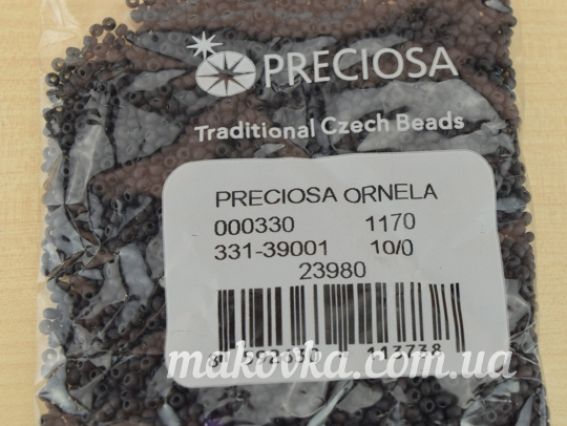 PRECIOSA
Traditional Czech Beads
PRECIOSA ORNELA
000330 1170
331-39001 10/0
23980
113738
makovka.com.ua